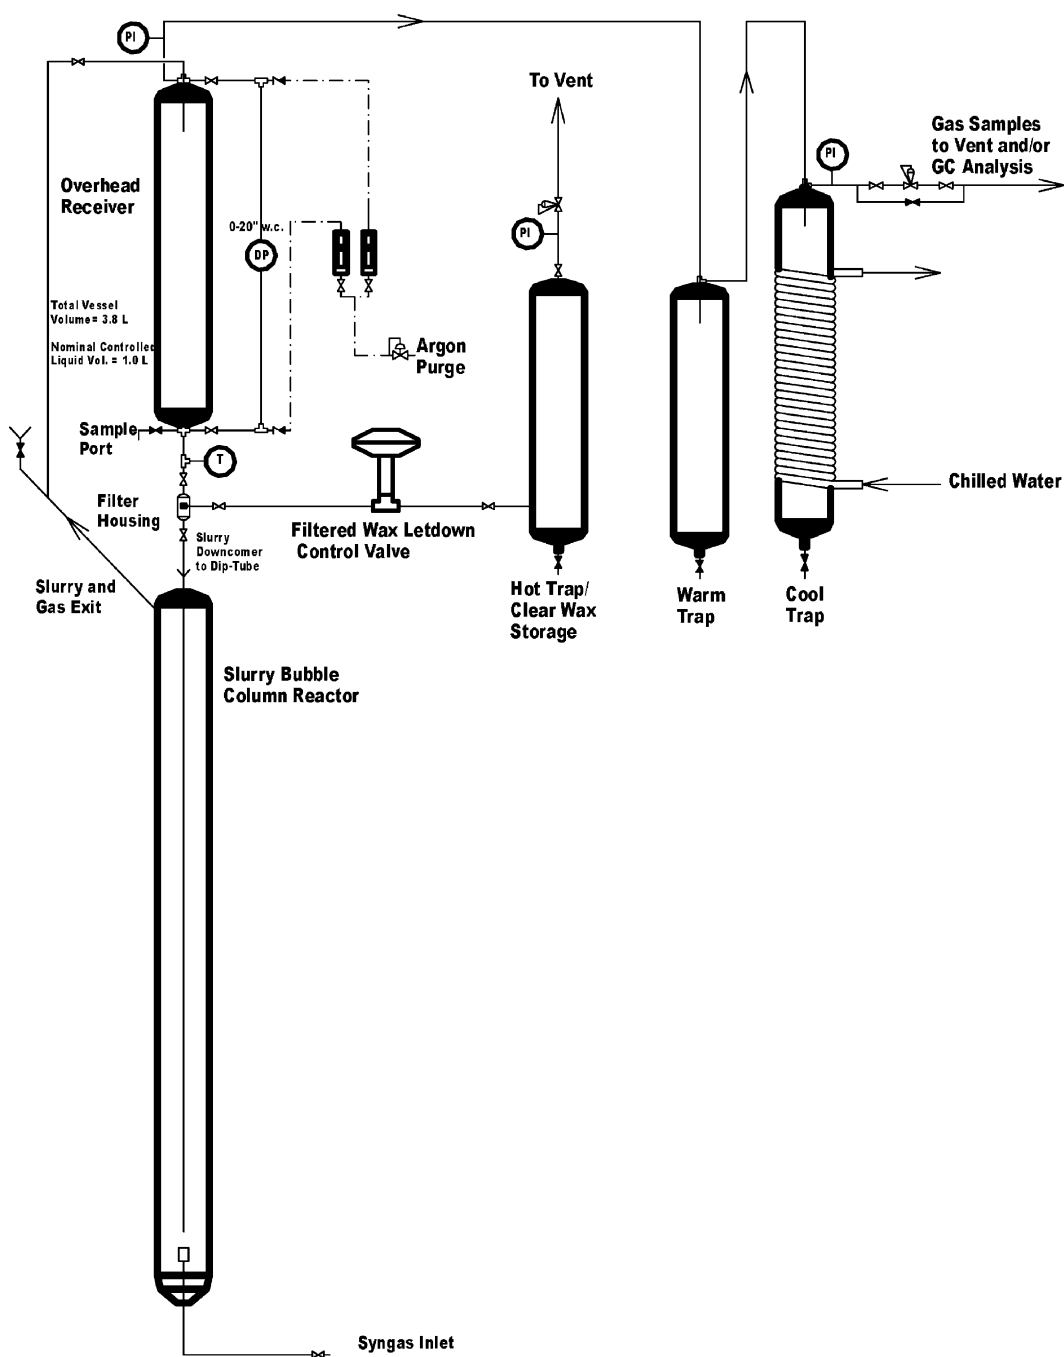 PI
To Vent
Gas Samples
to Vent and/or
GC Analysis
PI
Overhead
Receiver
0-20" w.c.
DP
PI
Total Vessel
Volume= 3.8 L
Nominal Controlled
Liquid Vol. = 1.0 L
Argon
Purge
Sample
Port
T
Chilled Water
Filter
Housing
Filtered Wax Letdown
Control Valve
Slurry
Downcomer
to Dip-Tube
Slurry and
Gas Exit
Hot Trap/
Clear Wax
Storage
Warm
Trap
Cool
Trap
Slurry Bubble
Column Reactor
Syngas Inlet